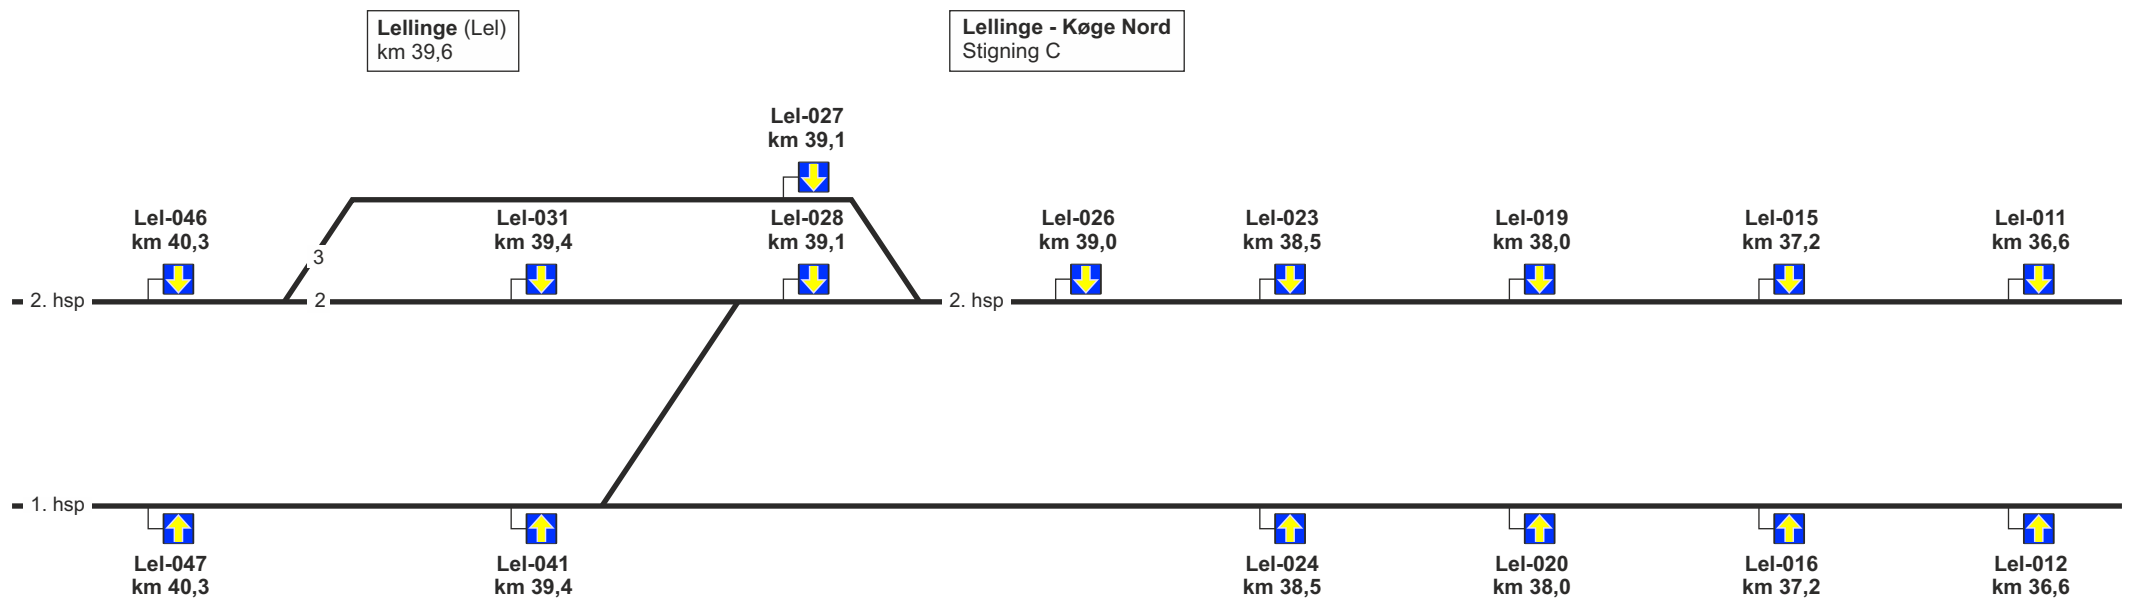 Lellinge (Lel)
km 39,6
Lellinge - Køge Nord
Stigning C
Lel-027
km 39,1
Lel-046
km 40,3
Lel-031
km 39,4
Lel-028
km 39,1
Lel-026
km 39,0
Lel-023
km 38,5
Lel-019
km 38,0
Lel-015
km 37,2
Lel-011
km 36,6
3
2. hsp
2
2. hsp
1. hsp
Lel-047
km 40,3
Lel-041
km 39,4
Lel-024
km 38,5
Lel-020
km 38,0
Lel-016
km 37,2
Lel-012
km 36,6